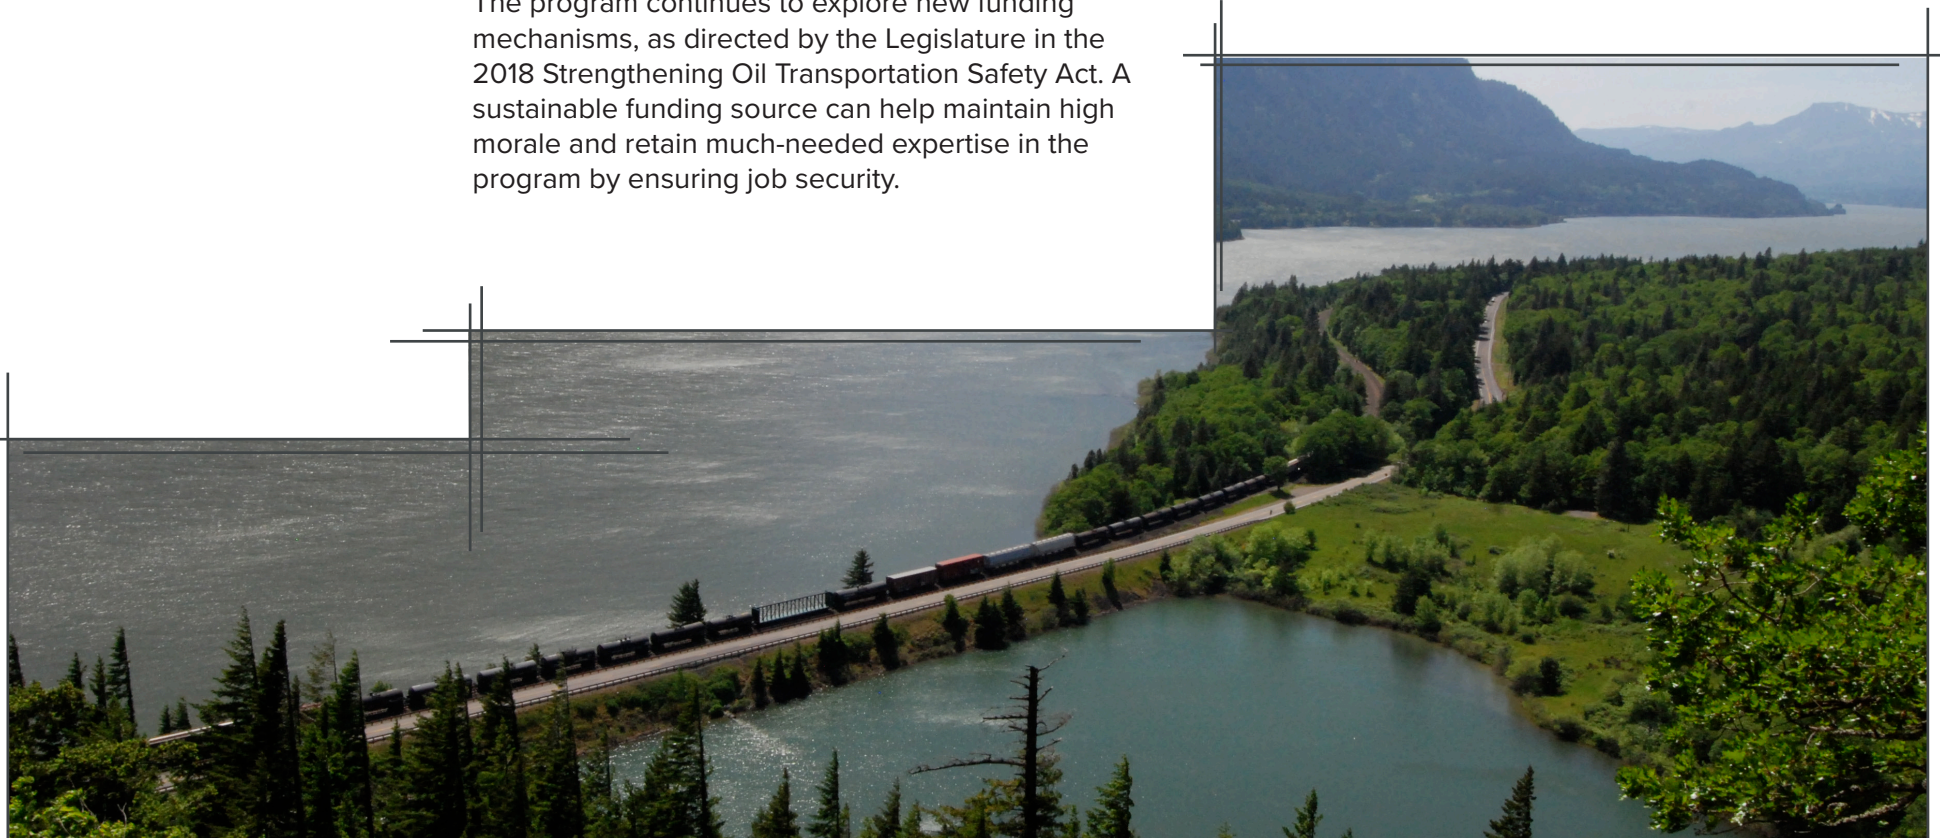 The program continues to explore new funding
mechanisms, as directed by the Legislature in the
2018 Strengthening Oil Transportation Safety Act. A
sustainable funding source can help maintain high
morale and retain much-needed expertise in the
program by ensuring job security.